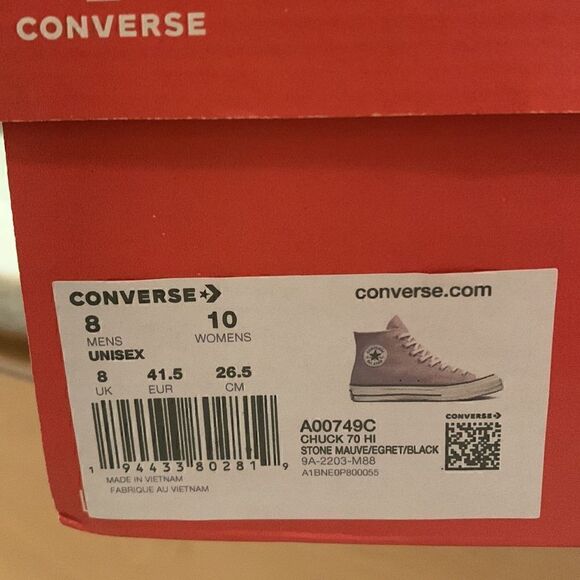 CONVERSE
CONVERSE
converse.com
8 10
MENS WOMENS
UNISEX
8 41.5 26.5
UK EUR CM
1 94433 80281 9
MADE IN VIETNAM
FABRIQUE AU VIETNAM
A00749C
CHUCK 70 HI
STONE MAUVE/EGRET/BLACK
9A-2203-M88
A1BNE0P800055
CONVERSE